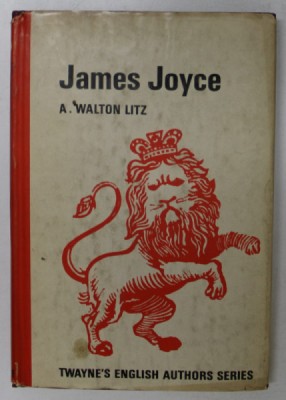 James Joyce
A. WALTON LITZ
TWAYNE'S ENGLISH AUTHORS SERIES